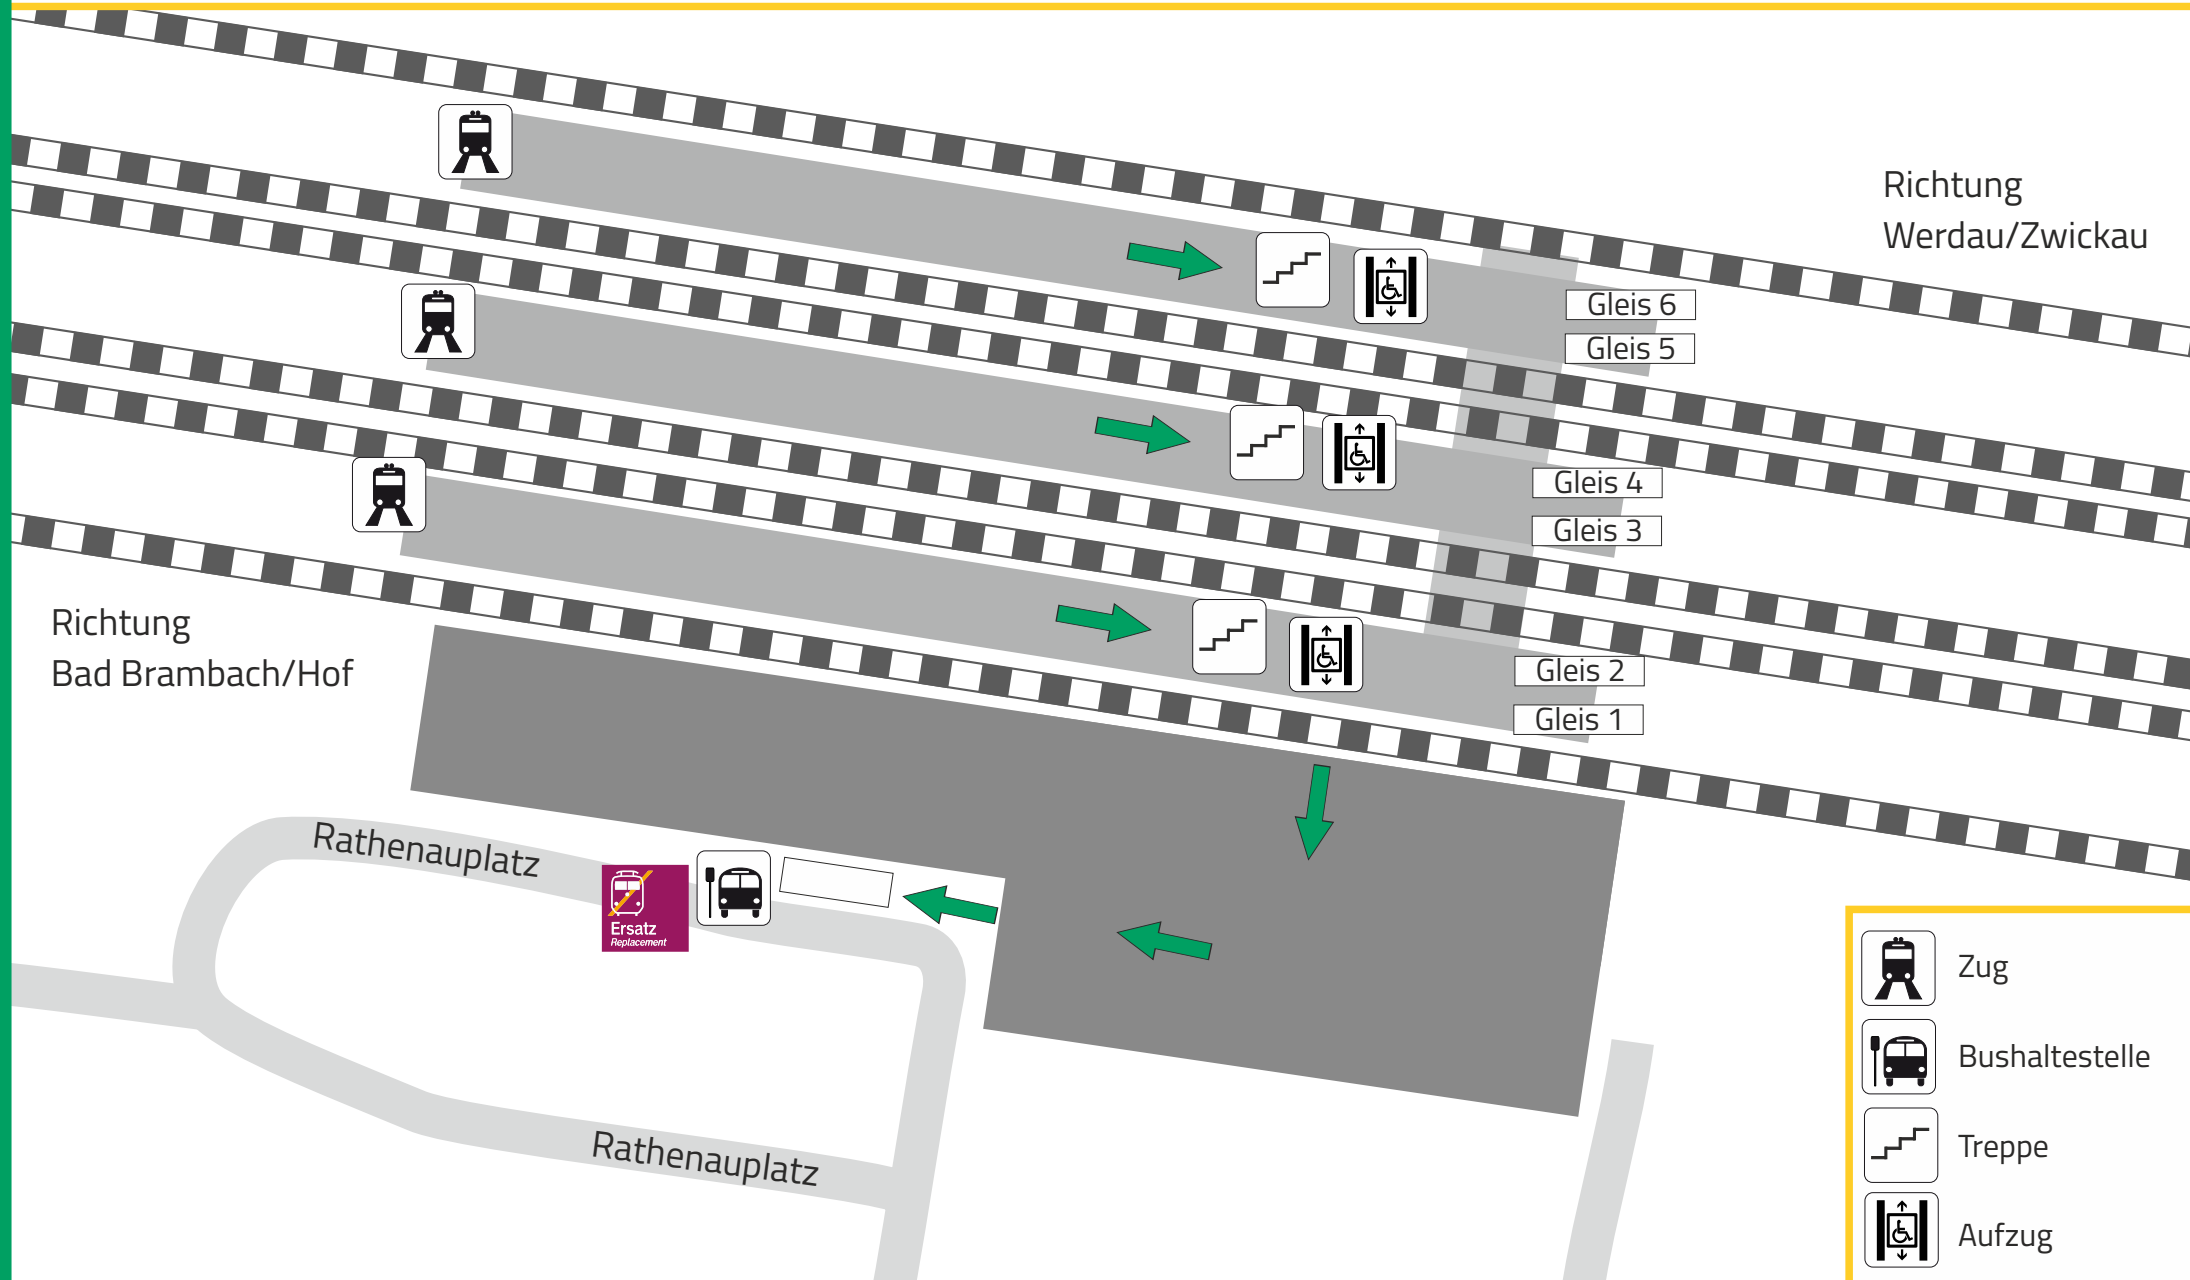 Richtung
Werdau/Zwickau
Gleis 6
Gleis 5
Gleis 4
Gleis 3
Richtung
Bad Brambach/Hof
Gleis 2
Gleis 1
Rathenauplatz
Ersatz
Replacement
Rathenauplatz
Zug
Bushaltestelle
Treppe
Aufzug